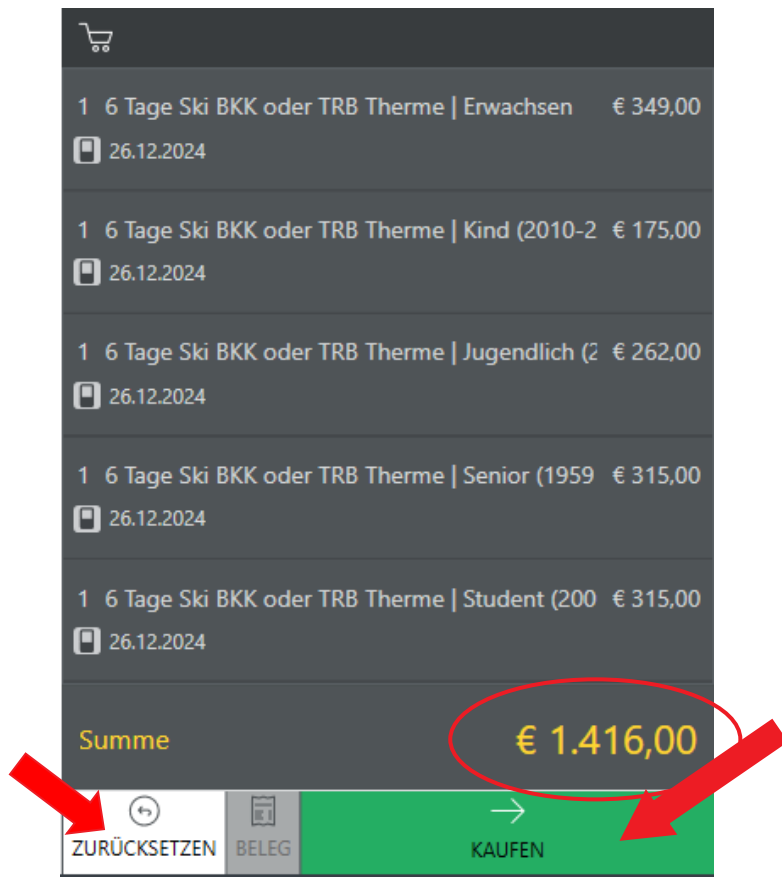 1 6 Tage Ski BKK oder TRB Therme | Erwachsen € 349,00
26.12.2024
1 6 Tage Ski BKK oder TRB Therme | Kind (2010-2 € 175,00
26.12.2024
1 6 Tage Ski BKK oder TRB Therme | Jugendlich (2 € 262,00
26.12.2024
1 6 Tage Ski BKK oder TRB Therme | Senior (1959 € 315,00
26.12.2024
1 6 Tage Ski BKK oder TRB Therme | Student (200 € 315,00
26.12.2024
Summe € 1.416,00
ZURÜCKSETZEN BELEG KAUFEN